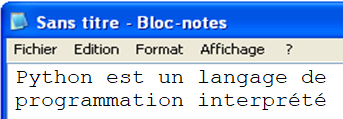 Sans titre - Bloc-notes
Fichier Edition Format Affichage ?
Python est un langage de
programmation interprété